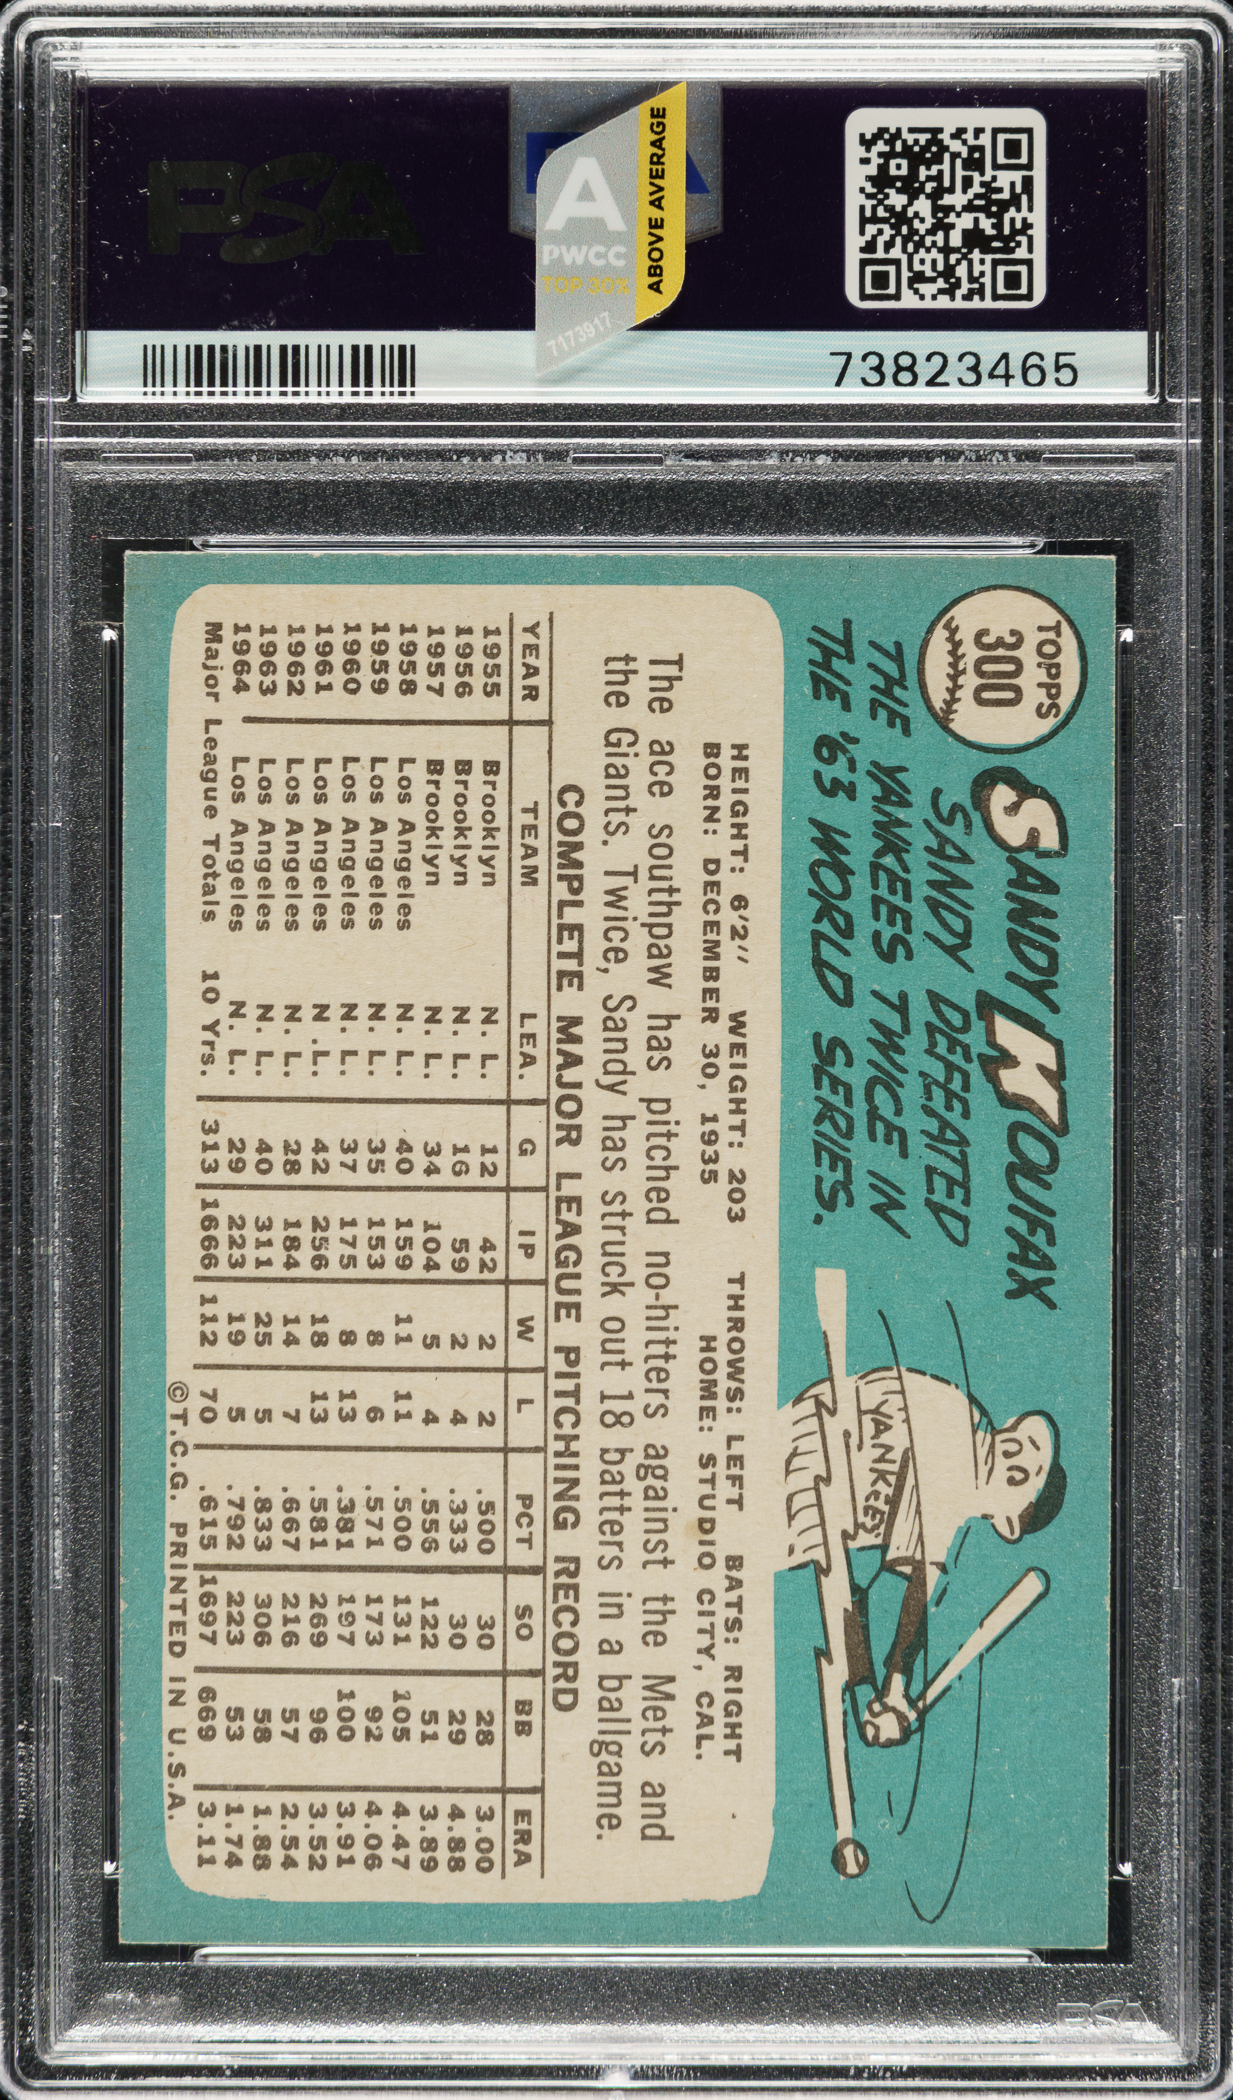 PSA
A
PWCC
TOP 30%
7173917
ABOVE AVERAGE
73823465
TOPPS
300
SANDY KOUFAX
SANDY DEFEATED
THE YANKEES TWICE IN
THE '63 WORLD SERIES.
YANKEES
HEIGHT: 6'2" WEIGHT: 203 THROWS: LEFT BATS: RIGHT
BORN: DECEMBER 30, 1935 HOME: STUDIO CITY, CAL.
The ace southpaw has pitched no-hitters against the Mets and
the Giants. Twice, Sandy has struck out 18 batters in a ballgame.
COMPLETE MAJOR LEAGUE PITCHING RECORD
YEAR TEAM LEA. G IP W L PCT SO BB ERA
1955 Brooklyn N. L. 12 42 2 2 .500 30 28 3.00
1956 Brooklyn N. L. 16 59 2 4 .333 30 29 4.88
1957 Brooklyn N. L. 34 104 5 4 .556 122 51 3.89
1958 Los Angeles N. L. 40 159 11 11 .500 131 105 4.47
1959 Los Angeles N. L. 35 153 8 6 .571 173 92 4.06
1960 Los Angeles N. L. 37 175 8 13 .381 197 100 3.91
1961 Los Angeles N. L. 42 256 18 13 .581 269 96 3.52
1962 Los Angeles N. L. 28 184 14 7 .667 216 57 2.54
1963 Los Angeles N. L. 40 311 25 5 .833 306 58 1.88
1964 Los Angeles N. L. 29 223 19 5 .792 223 53 1.74
Major League Totals 10 Yrs. 313 1666 112 70 .615 1697 669 3.11
©T.C.G. PRINTED IN U.S.A.
PSA